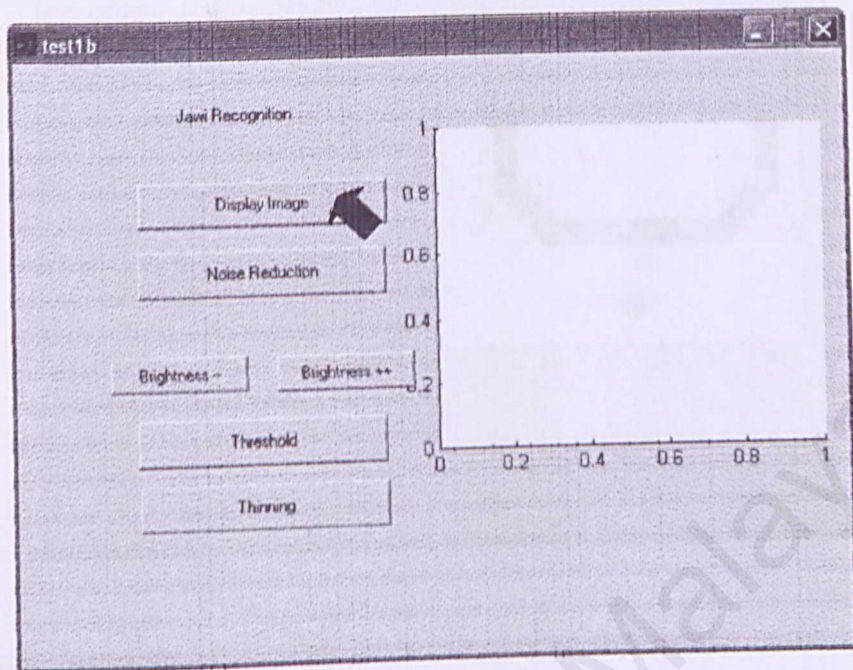 test1b
Jawi Recognition
Display Image
Noise Reduction
Brightness --
Brightness ++
Threshold
Thinning
1
0.8
0.6
0.4
0.2
0
0
0.2
0.4
0.6
0.8
1
Malay